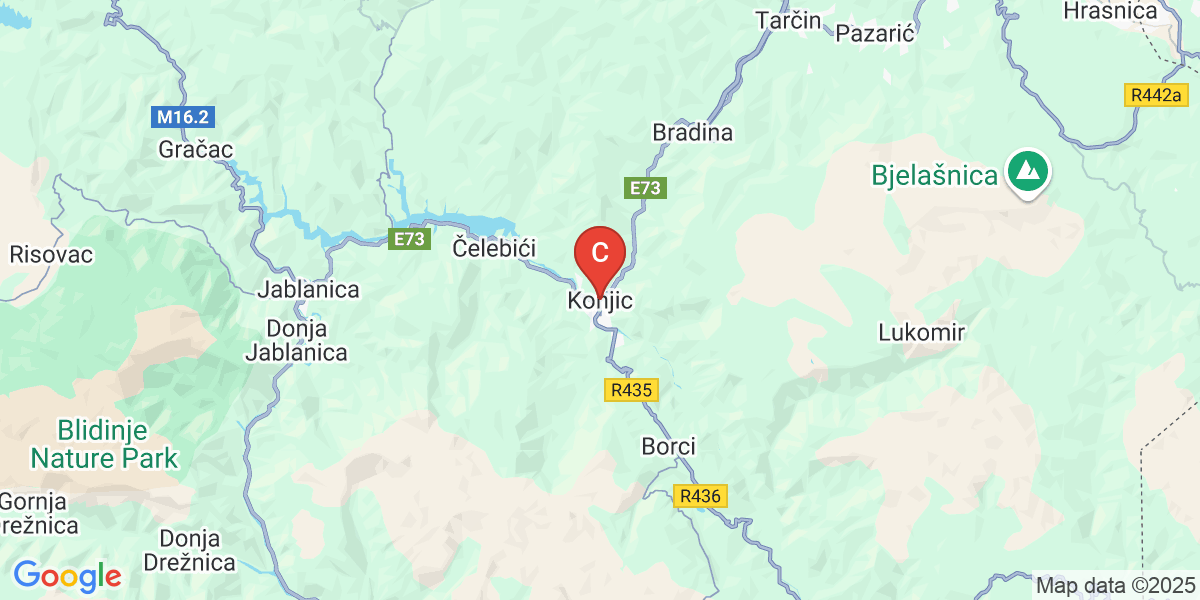 Tarčin
Pazarić
Hrasnica
R442a
M16.2
Gračac
Bradina
Bjelašnica
E73
C
E73
Čelebići
Risovac
Jablanica
Konjic
Donja
Jablanica
Lukomir
R435
Blidinje
Nature Park
Borci
R436
Gornja
Drežnica
Donja
Drežnica
Google
Map data ©2025